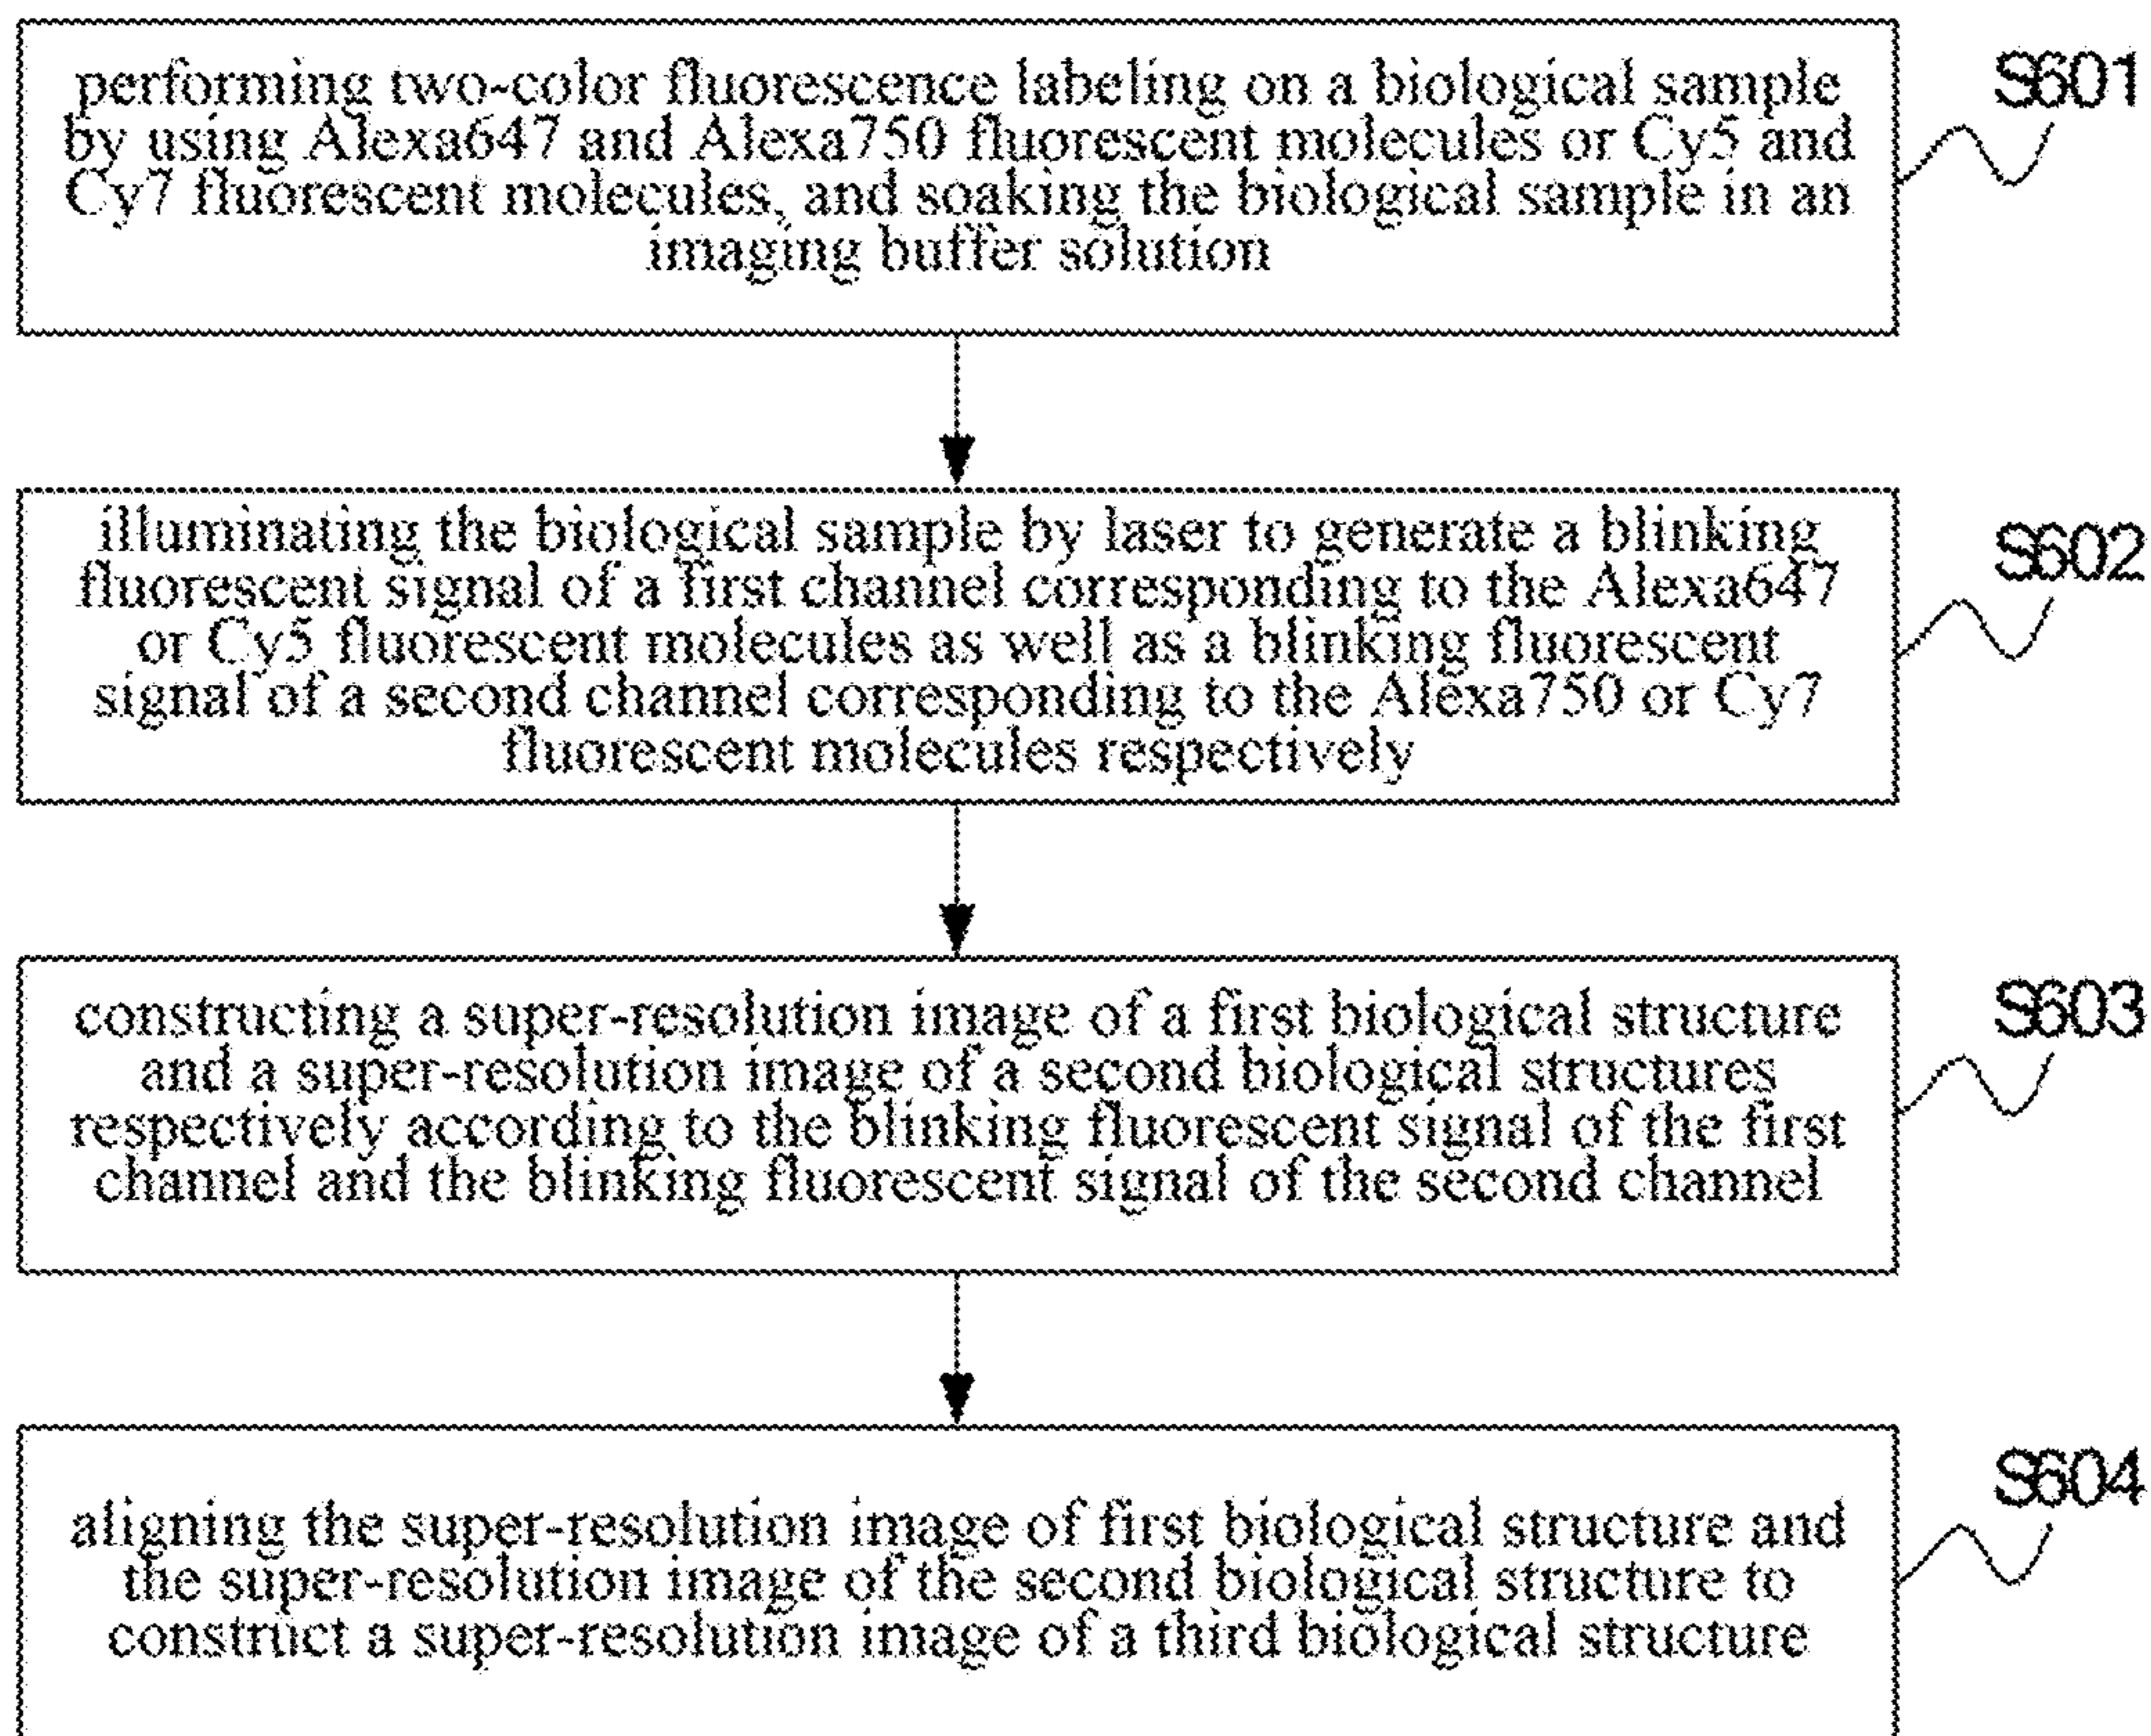 performing two-color fluorescence labeling on a biological sample
by using Alexa647 and Alexa750 fluorescent molecules or Cy5 and
Cy7 fluorescent molecules, and soaking the biological sample in an
imaging buffer solution
S601
illuminating the biological sample by laser to generate a blinking
fluorescent signal of a first channel corresponding to the Alexa647
or Cy5 fluorescent molecules as well as a blinking fluorescent
signal of a second channel corresponding to the Alexa750 or Cy7
fluorescent molecules respectively
S602
constructing a super-resolution image of a first biological structure
and a super-resolution image of a second biological structures
respectively according to the blinking fluorescent signal of the first
channel and the blinking fluorescent signal of the second channel
S603
aligning the super-resolution image of first biological structure and
the super-resolution image of the second biological structure to
construct a super-resolution image of a third biological structure
S604